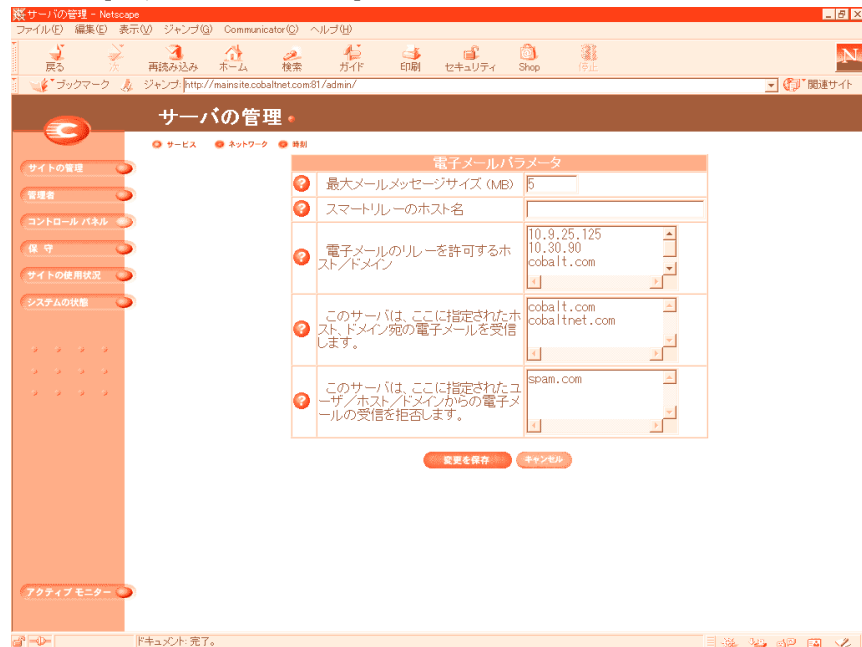 サーバの管理 - Netscape
ファイル(F) 編集(E) 表示(V) ジャンプ(G) Communicator(C) ヘルプ(H)
戻る 次 再読み込み ホーム 検索 ガイド 印刷 セキュリティ Shop 停止
ブックマーク ジャンプ: http://mainsite.cobaltnet.com:81/admin/ 関連サイト
サーバの管理
サービス ネットワーク 時刻
サイトの管理
管理者
コントロール パネル
保 守
サイトの使用状況
システムの状態
アクティブ モニター
電子メールパラメータ
最大メールメッセージサイズ (MB) 5
スマートリレーのホスト名
電子メールのリレーを許可するホ
スト/ドメイン
10.9.25.125
10.30.90
cobalt.com
このサーバは、ここに指定されたホ
スト、ドメイン宛の電子メールを受信
します。
cobalt.com
cobaltnet.com
このサーバは、ここに指定されたユ
ーザ/ホスト/ドメインからの電子メ
ールの受信を拒否します。
spam.com
変更を保存 キャンセル
ドキュメント: 完了。